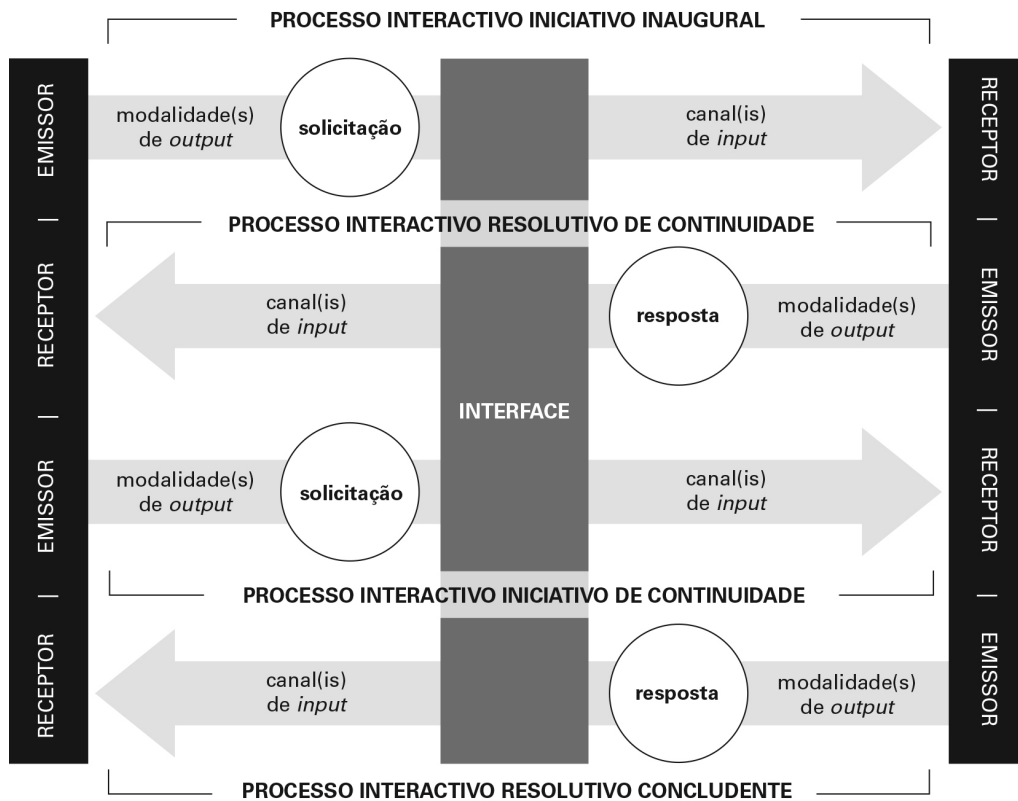 PROCESSO INTERACTIVO INICIATIVO INAUGURAL
EMISSOR
modalidade(s)
de output
solicitação
canal(is)
de input
RECEPTOR
PROCESSO INTERACTIVO RESOLUTIVO DE CONTINUIDADE
RECEPTOR
canal(is)
de input
resposta
modalidade(s)
de output
EMISSOR
INTERFACE
EMISSOR
modalidade(s)
de output
solicitação
canal(is)
de input
RECEPTOR
PROCESSO INTERACTIVO INICIATIVO DE CONTINUIDADE
RECEPTOR
canal(is)
de input
resposta
modalidade(s)
de output
EMISSOR
PROCESSO INTERACTIVO RESOLUTIVO CONCLUDENTE